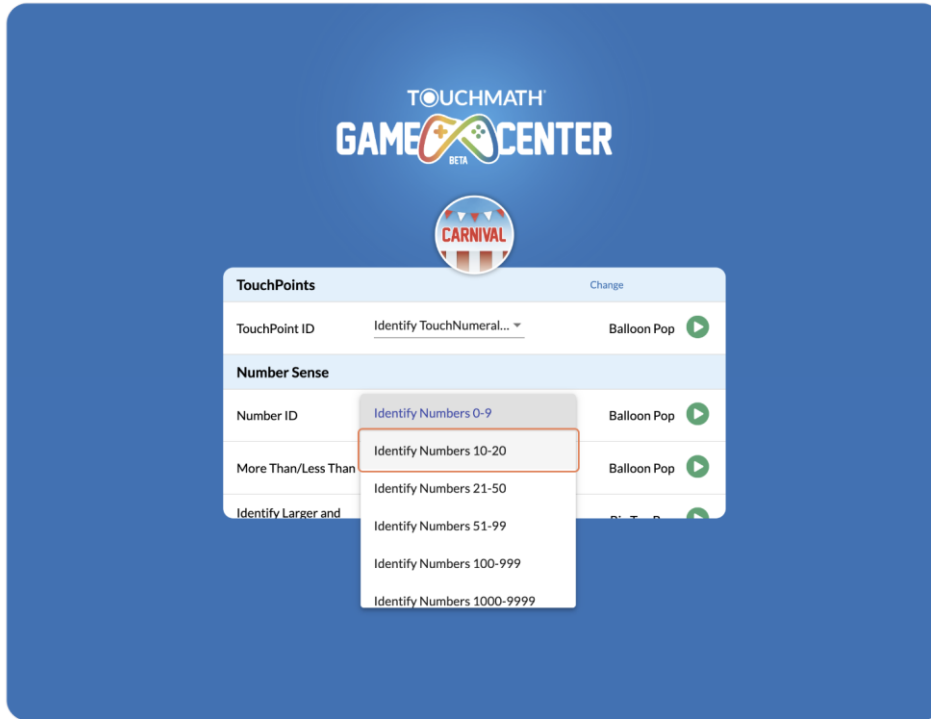 TOUCHMATH
GAME CENTER
BETA
CARNIVAL
TouchPoints Change
TouchPoint ID Identify TouchNumeral... Balloon Pop
Number Sense
Number ID Identify Numbers 0-9 Balloon Pop
Identify Numbers 10-20
More Than/Less Than Balloon Pop
Identify Numbers 21-50
Identify Larger and
Identify Numbers 51-99
Identify Numbers 100-999
Identify Numbers 1000-9999